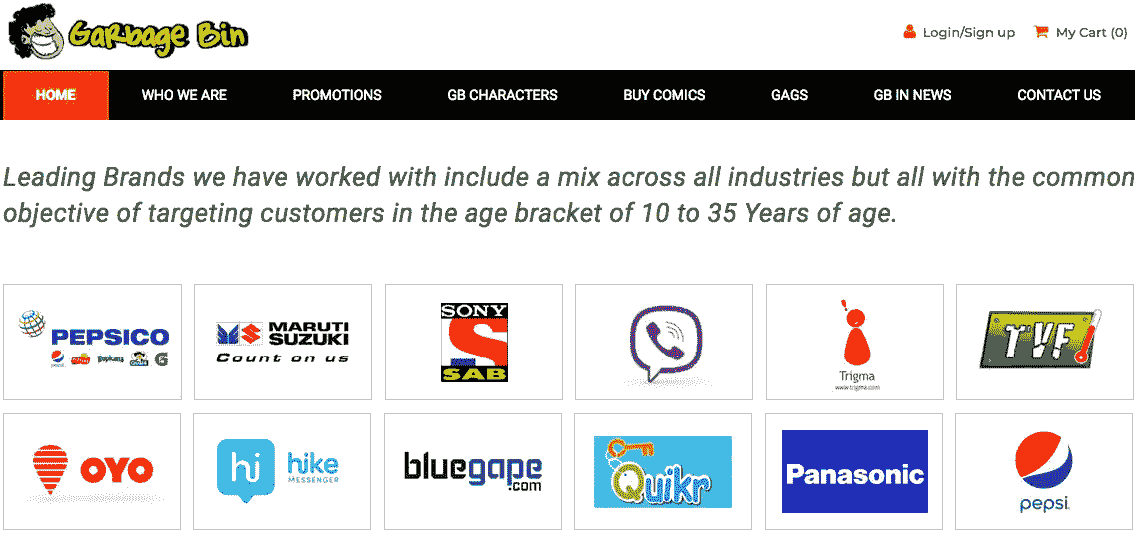 Garbage Bin
Login/Sign up
My Cart (0)
HOME
WHO WE ARE
PROMOTIONS
GB CHARACTERS
BUY COMICS
GAGS
GB IN NEWS
CONTACT US
Leading Brands we have worked with include a mix across all industries but all with the common
objective of targeting customers in the age bracket of 10 to 35 Years of age.
PEPSICO
pepsi
G
MARUTI
SUZUKI
Count on us
SONY
S
SAB
Trigma
www.trigma.com
TVF
OYO
hi
hike
MESSENGER
bluegape
.com
Quikr
Panasonic
pepsi